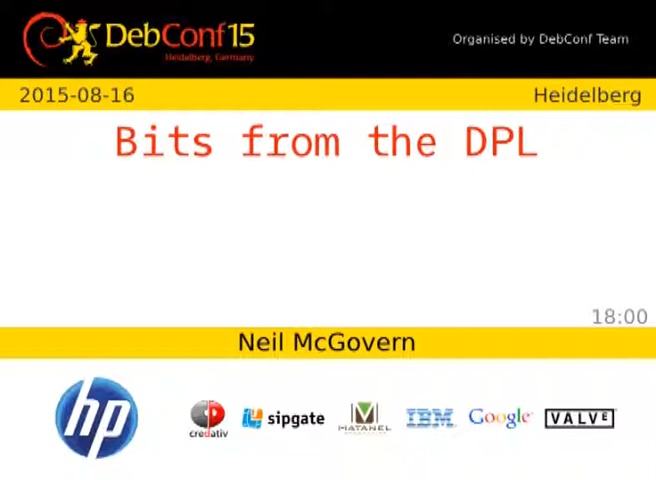 DebConf15
Heidelberg, Germany
Organised by DebConf Team
2015-08-16
Heidelberg
Bits from the DPL
18:00
Neil McGovern
hp
credativ
sipgate
MATANEL
IBM
Google
VALVE